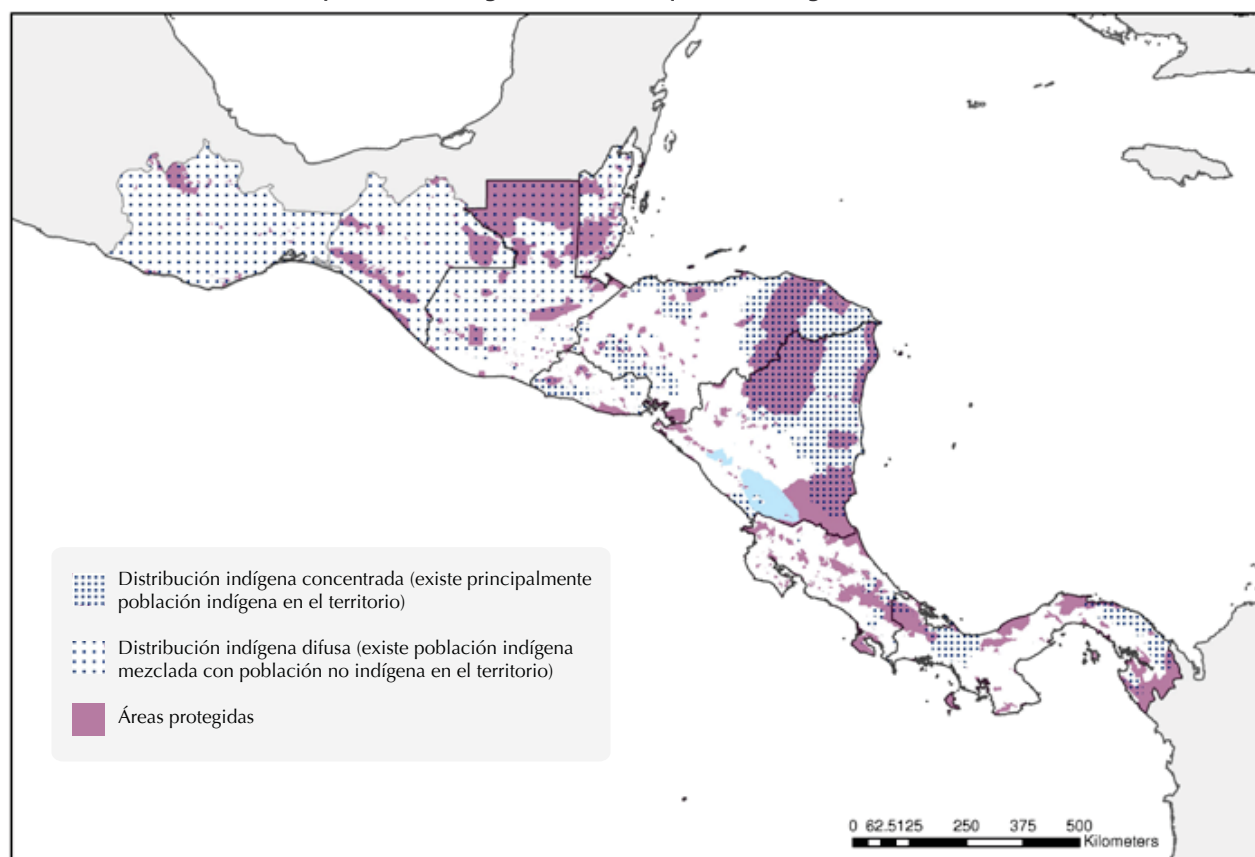 Distribución indígena concentrada (existe principalmente
población indígena en el territorio)
Distribución indígena difusa (existe población indígena
mezclada con población no indígena en el territorio)
Áreas protegidas
0 62.5125 250 375 500
Kilometers